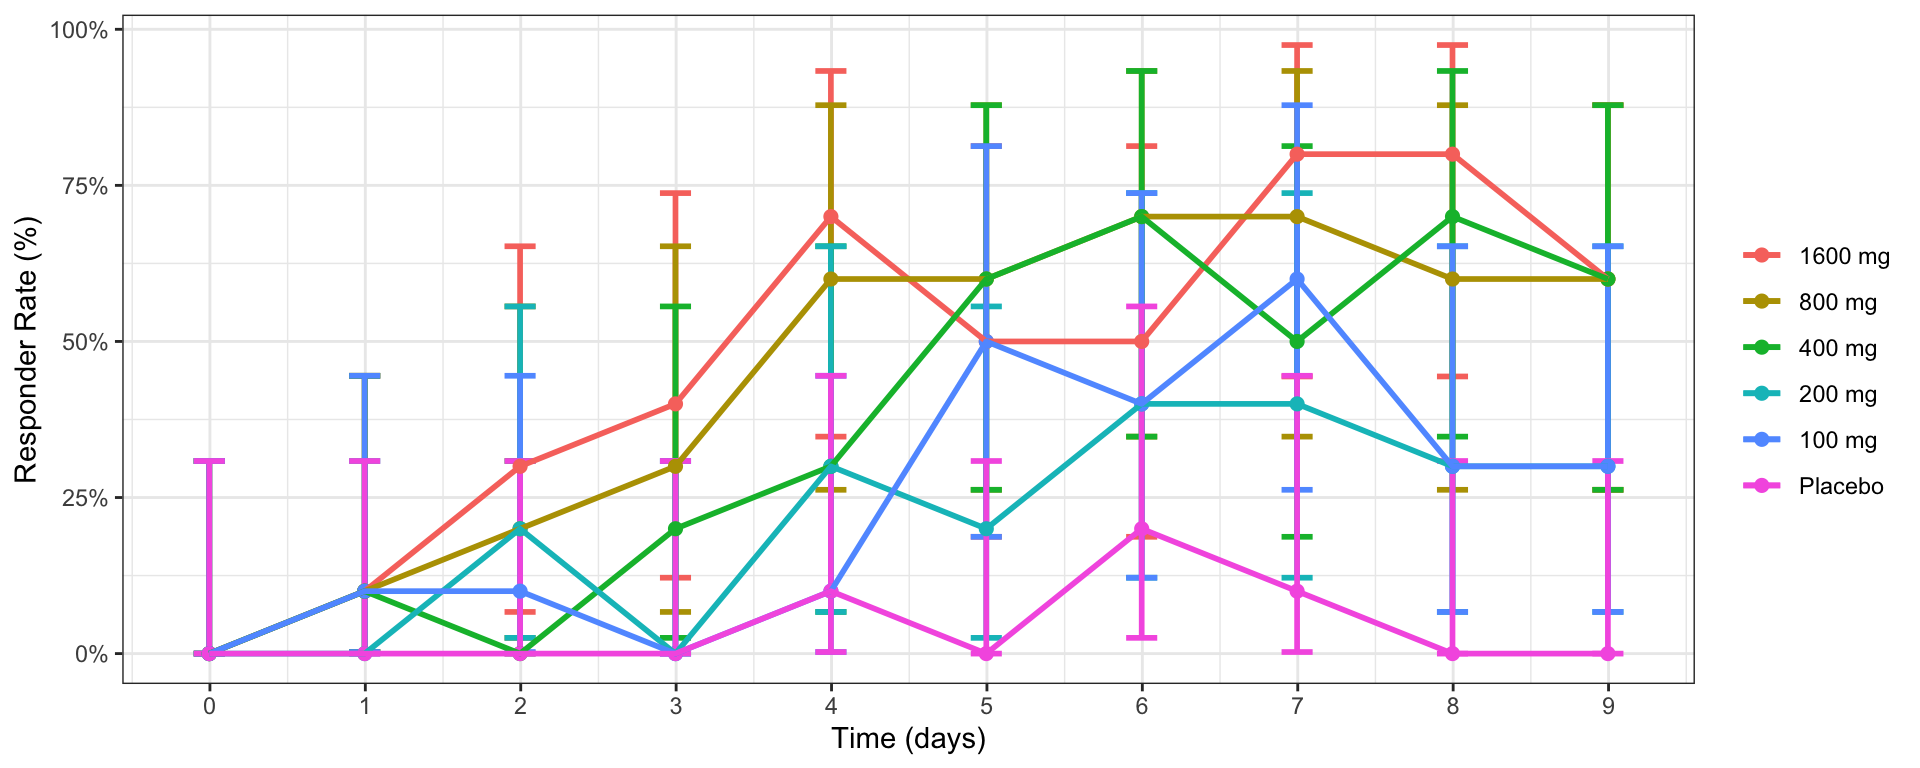 Responder Rate (%)
100%
75%
50%
25%
0%
0 1 2 3 4 5 6 7 8 9
Time (days)
1600 mg
800 mg
400 mg
200 mg
100 mg
Placebo